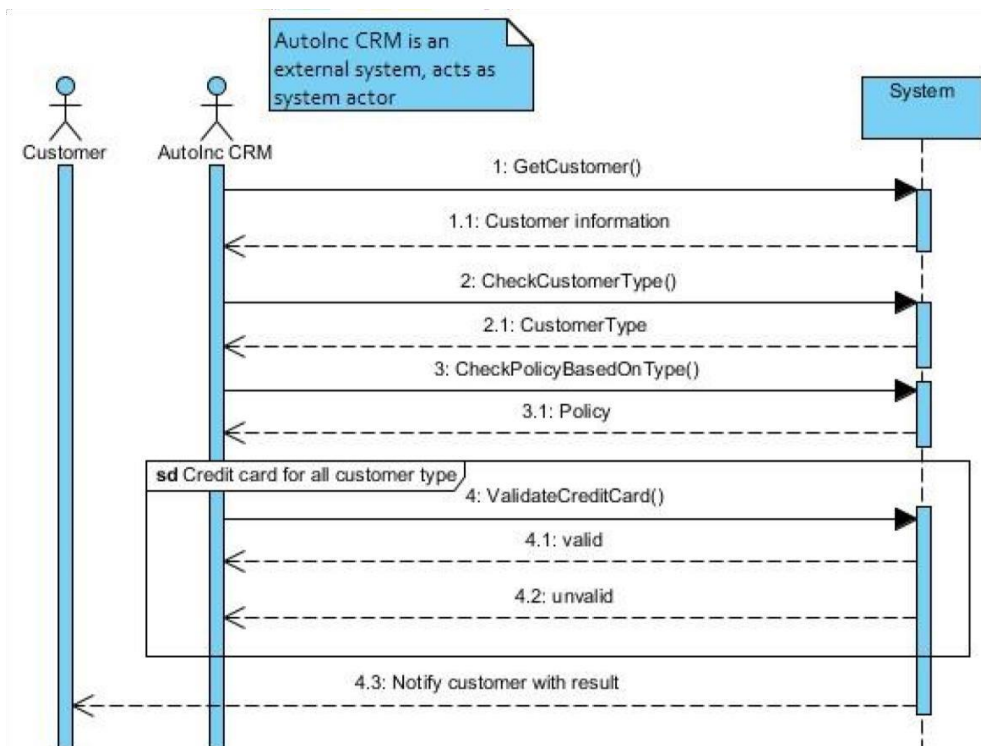 AutoInc CRM is an
external system, acts as
system actor
System
Customer
AutoInc CRM
1: GetCustomer()
1.1: Customer information
2: CheckCustomerType()
2.1: CustomerType
3: CheckPolicyBasedOnType()
3.1: Policy
sd Credit card for all customer type
4: ValidateCreditCard()
4.1: valid
4.2: unvalid
4.3: Notify customer with result